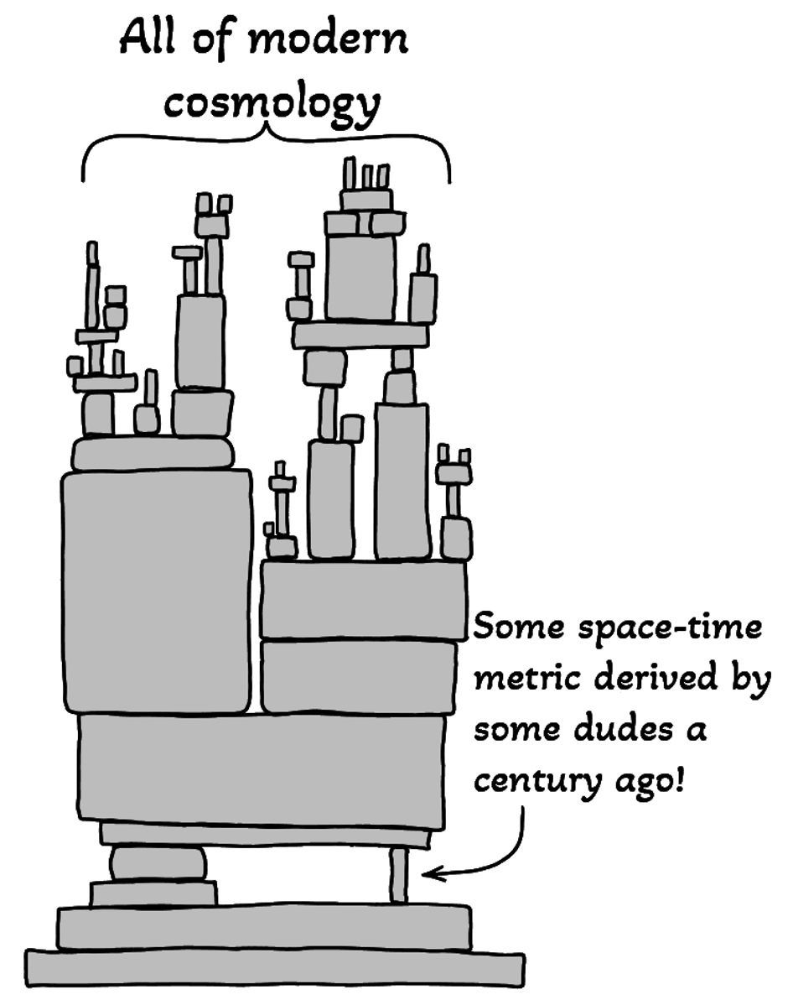 All of modern
cosmology
Some space-time
metric derived by
some dudes a
century ago!